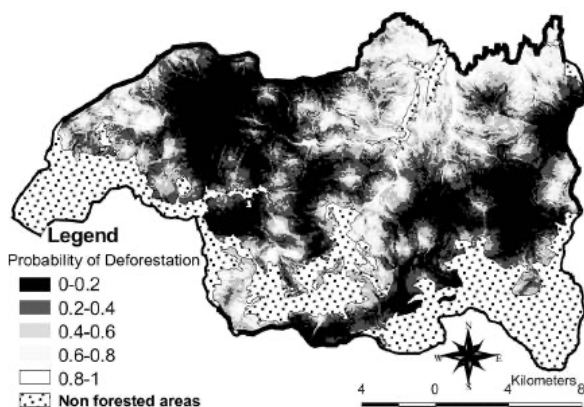 Legend
Probability of Deforestation
0-0.2
0.2-0.4
0.4-0.6
0.6-0.8
0.8-1
Non forested areas
N
W E
S
Kilometers
4 0 4 8